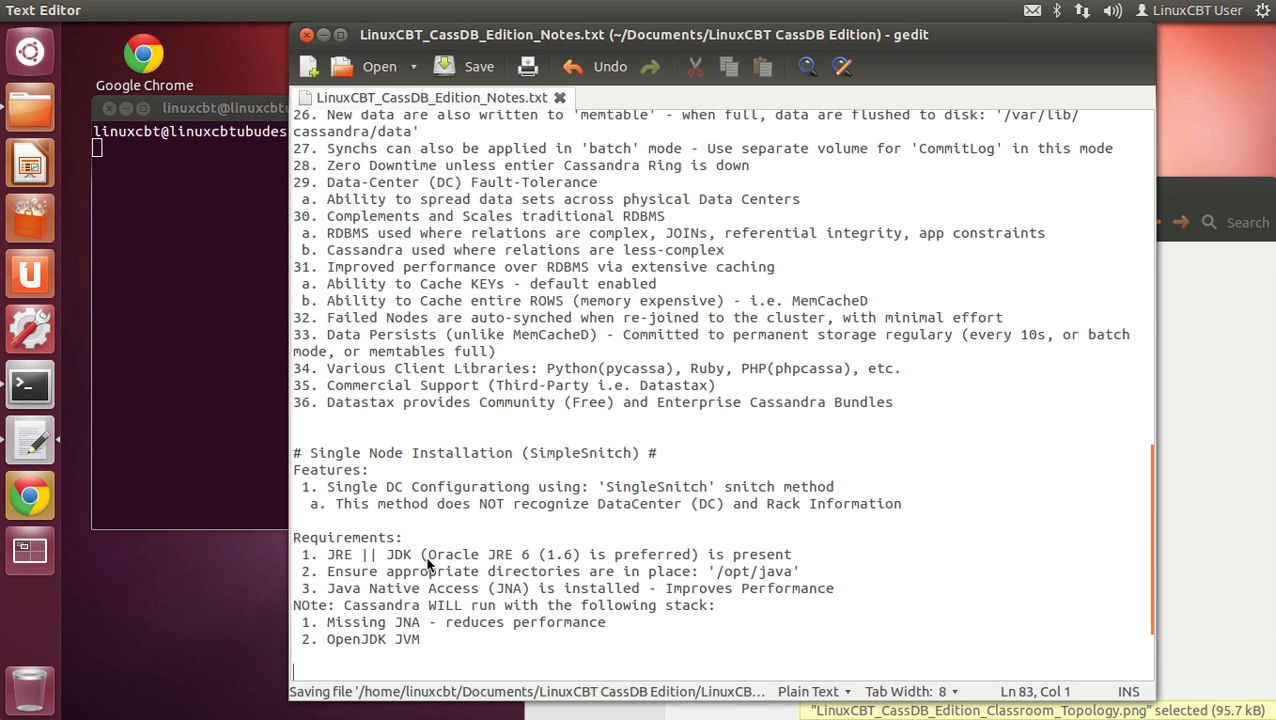 Text Editor
LinuxCBT User
Google Chrome
linuxcbt@linuxcbtu
linuxcbt@linuxcbtubudes
LinuxCBT_CassDB_Edition_Notes.txt (~/Documents/LinuxCBT CassDB Edition) - gedit
Open Save Undo
LinuxCBT_CassDB_Edition_Notes.txt
26. New data are also written to 'memtable' - when full, data are flushed to disk: '/var/lib/
cassandra/data'
27. Synchs can also be applied in 'batch' mode - Use separate volume for 'CommitLog' in this mode
28. Zero Downtime unless entier Cassandra Ring is down
29. Data-Center (DC) Fault-Tolerance
a. Ability to spread data sets across physical Data Centers
30. Complements and Scales traditional RDBMS
a. RDBMS used where relations are complex, JOINs, referential integrity, app constraints
b. Cassandra used where relations are less-complex
31. Improved performance over RDBMS via extensive caching
a. Ability to Cache KEYs - default enabled
b. Ability to Cache entire ROWS (memory expensive) - i.e. MemCacheD
32. Failed Nodes are auto-synched when re-joined to the cluster, with minimal effort
33. Data Persists (unlike MemCacheD) - Committed to permanent storage regulary (every 10s, or batch
mode, or memtables full)
34. Various Client Libraries: Python(pycassa), Ruby, PHP(phpcassa), etc.
35. Commercial Support (Third-Party i.e. Datastax)
36. Datastax provides Community (Free) and Enterprise Cassandra Bundles
# Single Node Installation (SimpleSnitch) #
Features:
1. Single DC Configurationg using: 'SingleSnitch' snitch method
a. This method does NOT recognize DataCenter (DC) and Rack Information
Requirements:
1. JRE || JDK (Oracle JRE 6 (1.6) is preferred) is present
2. Ensure appropriate directories are in place: '/opt/java'
3. Java Native Access (JNA) is installed - Improves Performance
NOte: Cassandra WILL run with the following stack:
1. Missing JNA - reduces performance
2. OpenJDK JVM
Saving file '/home/linuxcbt/Documents/LinuxCBT CassDB Edition/LinuxCB... Plain Text Tab Width: 8 Ln 83, Col 1 INS
Search
"LinuxCBT_CassDB_Edition_Classroom_Topology.png" selected (95.7 kB)